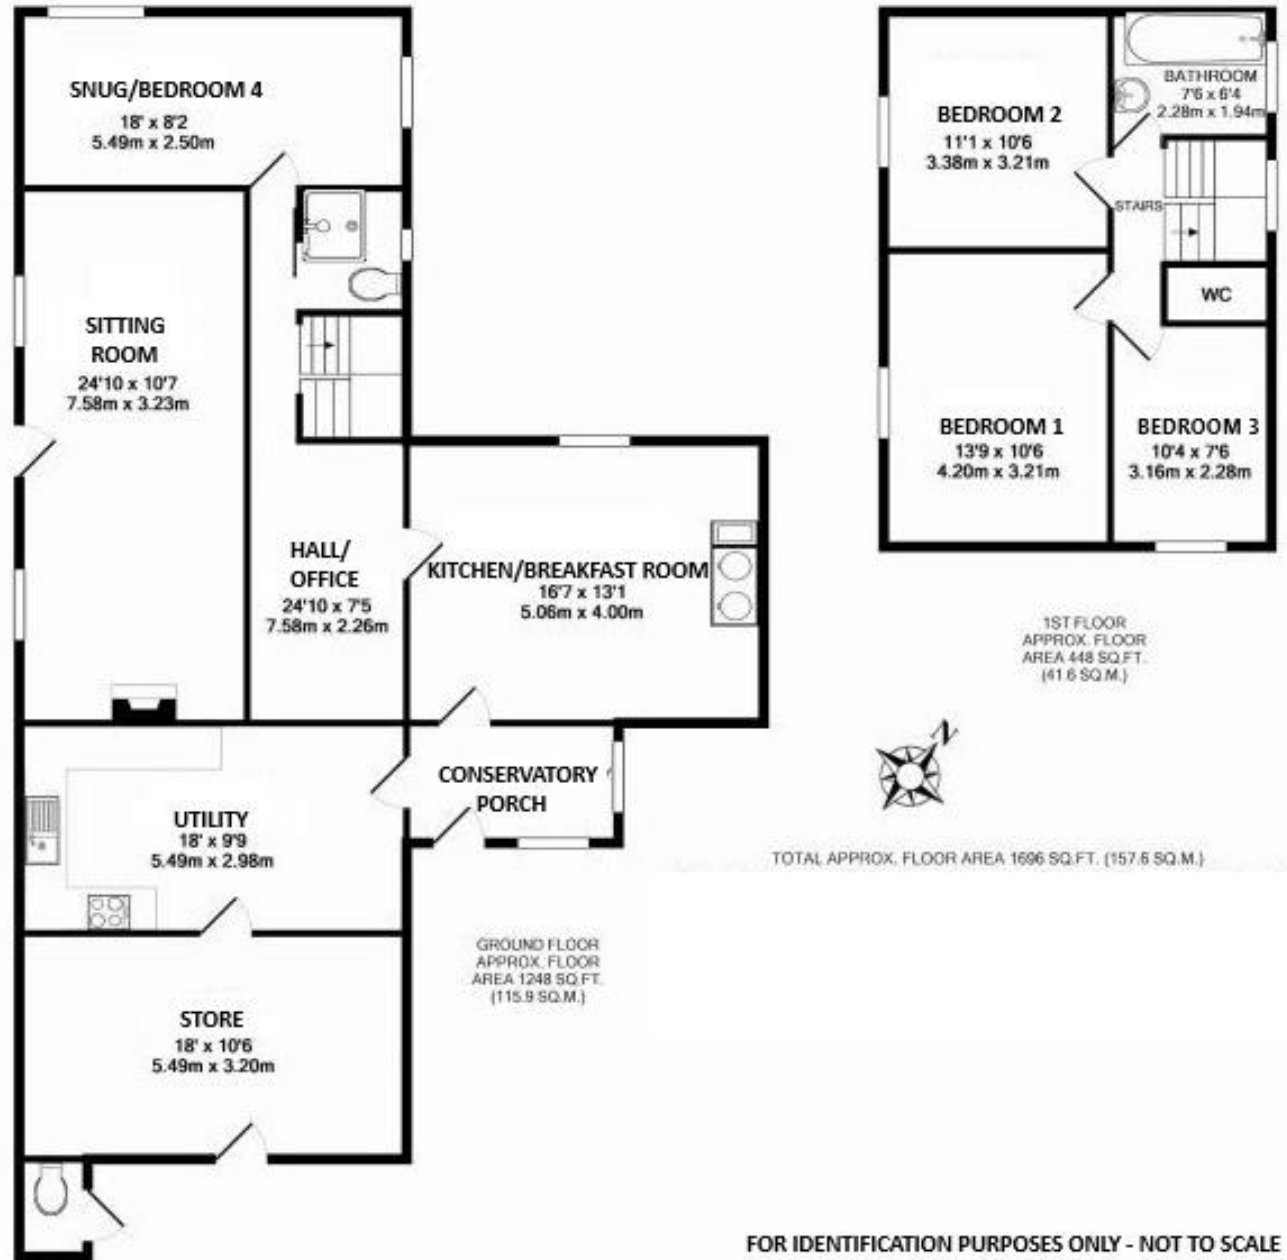 SNUG/BEDROOM 4
18' x 8'2
5.49m x 2.50m
SITTING
ROOM
24'10 x 10'7
7.58m x 3.23m
HALL/
OFFICE
24'10 x 7'5
7.58m x 2.26m
KITCHEN/BREAKFAST ROOM
16'7 x 13'1
5.06m x 4.00m
CONSERVATORY
PORCH
UTILITY
18' x 9'9
5.49m x 2.98m
STORE
18' x 10'6
5.49m x 3.20m
GROUND FLOOR
APPROX. FLOOR
AREA 1248 SQ.FT.
(115.9 SQ.M.)
BEDROOM 2
11'1 x 10'6
3.38m x 3.21m
BATHROOM
7'6 x 6'4
2.28m x 1.94m
STAIRS
WC
BEDROOM 1
13'9 x 10'6
4.20m x 3.21m
BEDROOM 3
10'4 x 7'6
3.16m x 2.28m
1ST FLOOR
APPROX. FLOOR
AREA 448 SQ.FT.
(41.6 SQ.M.)
N
TOTAL APPROX. FLOOR AREA 1696 SQ.FT. (157.6 SQ.M.)
FOR IDENTIFICATION PURPOSES ONLY - NOT TO SCALE